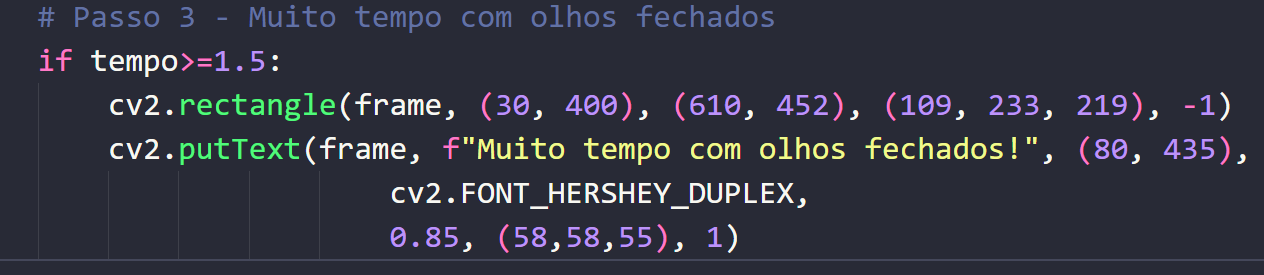 # Passo 3 - Muito tempo com olhos fechados
if tempo>=1.5:
cv2.rectangle(frame, (30, 400), (610, 452), (109, 233, 219), -1)
cv2.putText(frame, f"Muito tempo com olhos fechados!", (80, 435),
cv2.FONT_HERSHEY_DUPLEX,
0.85, (58,58,55), 1)